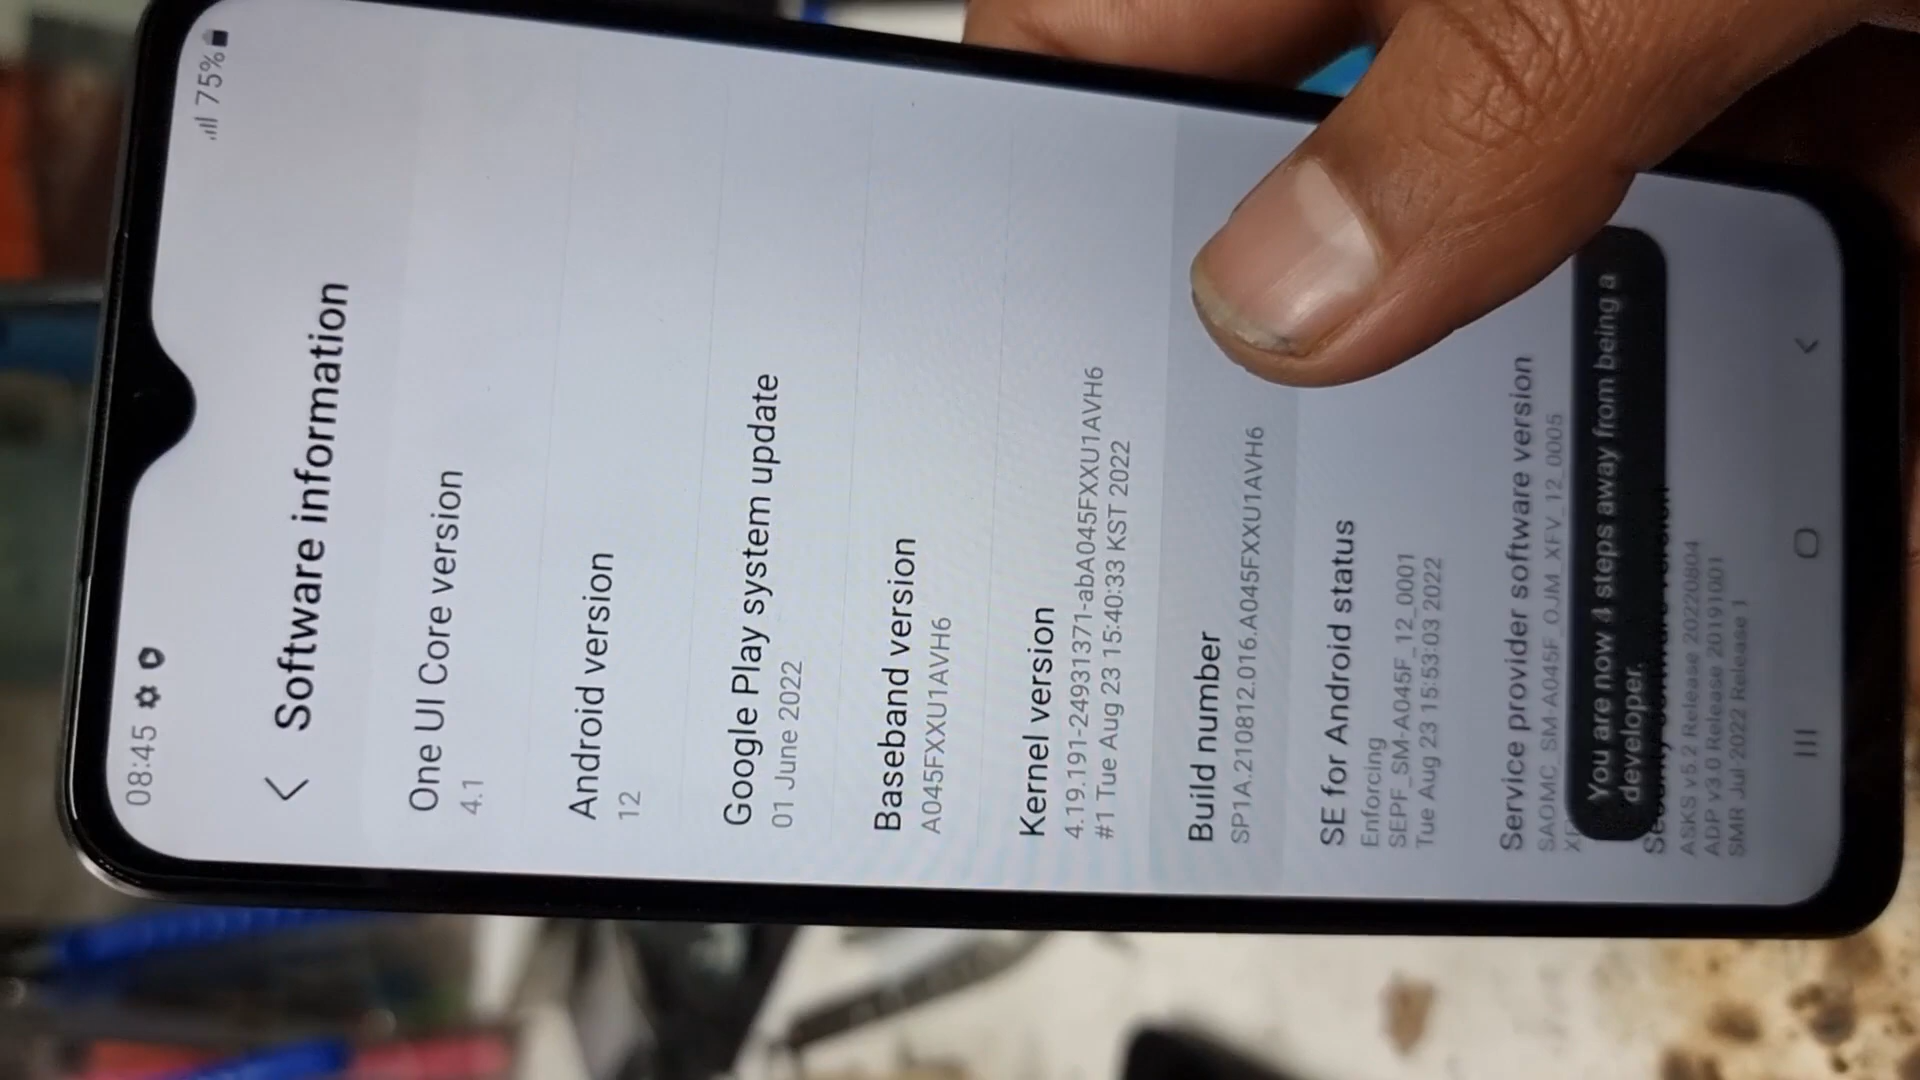 08:45
75%
Software information
One UI Core version
4.1
Android version
12
Google Play system update
01 June 2022
Baseband version
A045FXXU1AVH6
Kernel version
4.19.191-24931371-abA045FXXU1AVH6
#1 Tue Aug 23 15:40:33 KST 2022
Build number
SP1A.210812.016.A045FXXU1AVH6
SE for Android status
Enforcing
SEPF_SM-A045F_12_0001
Tue Aug 23 15:53:03 2022
Service provider software version
SAOMC_SM-A045F_OJM_XFV_12_0005
You are now 4 steps away from being a
developer.
ASKS v5.2 Release 20220804
ADP v3.0 Release 20191001
SMR Jul-2022 Release 1